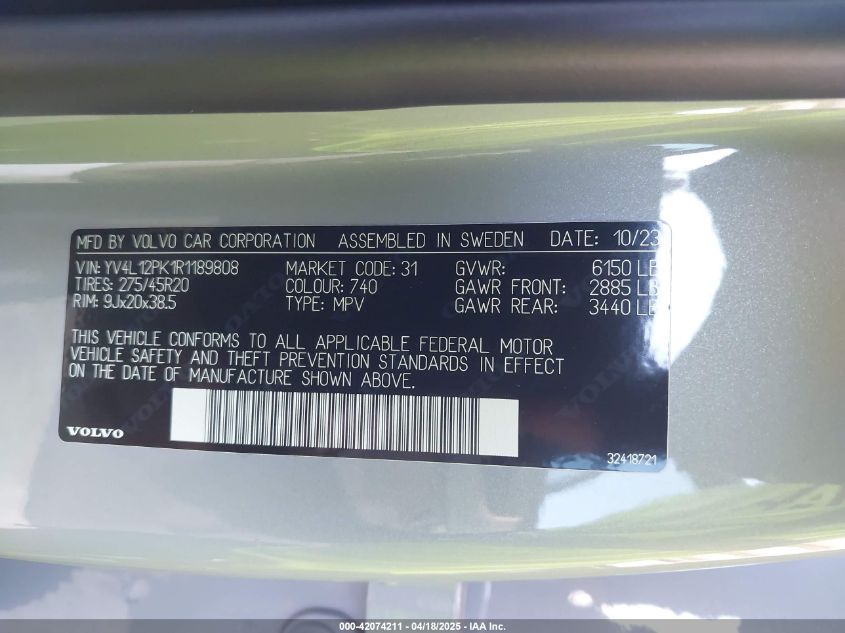 MFD BY VOLVO CAR CORPORATION ASSEMBLED IN SWEDEN DATE: 10/23
VIN: YV4L12PK1R1189808 MARKET CODE: 31 GVWR: 6150 LB
TIRES: 275/45R20 COLOUR: 740 GAWR FRONT: 2885 LB
RIM: 9Jx20x38.5 TYPE: MPV GAWR REAR: 3440 LB
THIS VEHICLE CONFORMS TO ALL APPLICABLE FEDERAL MOTOR
VEHICLE SAFETY AND THEFT PREVENTION STANDARDS IN EFFECT
ON THE DATE OF MANUFACTURE SHOWN ABOVE.
VOLVO
32418721
000-42074211 - 04/18/2025 - IAA Inc.